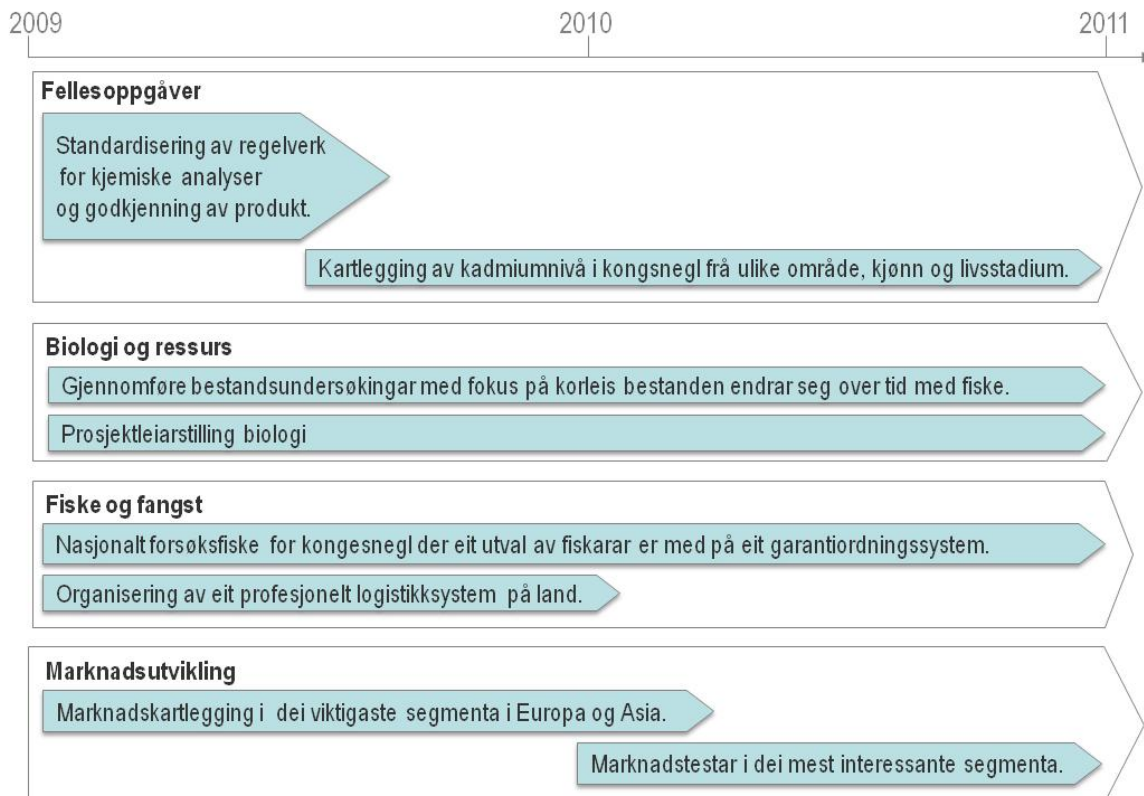 2009 2010 2011
Fellesoppgåver
Standardisering av regelverk
for kjemiske analyser
og godkjenning av produkt.
Kartlegging av kadmiumnivå i kongsnegl frå ulike område, kjønn og livsstadium.
Biologi og ressurs
Gjennomføre bestandsundersøkingar med fokus på korleis bestanden endrar seg over tid med fiske.
Prosjektleiarstilling biologi
Fiske og fangst
Nasjonalt forsøksfiske for kongesnegl der eit utval av fiskarar er med på eit garantiordningssystem.
Organisering av eit profesjonelt logistikksystem på land.
Marknadsutvikling
Marknadskartlegging i dei viktigaste segmenta i Europa og Asia.
Marknadstestar i dei mest interessante segmenta.